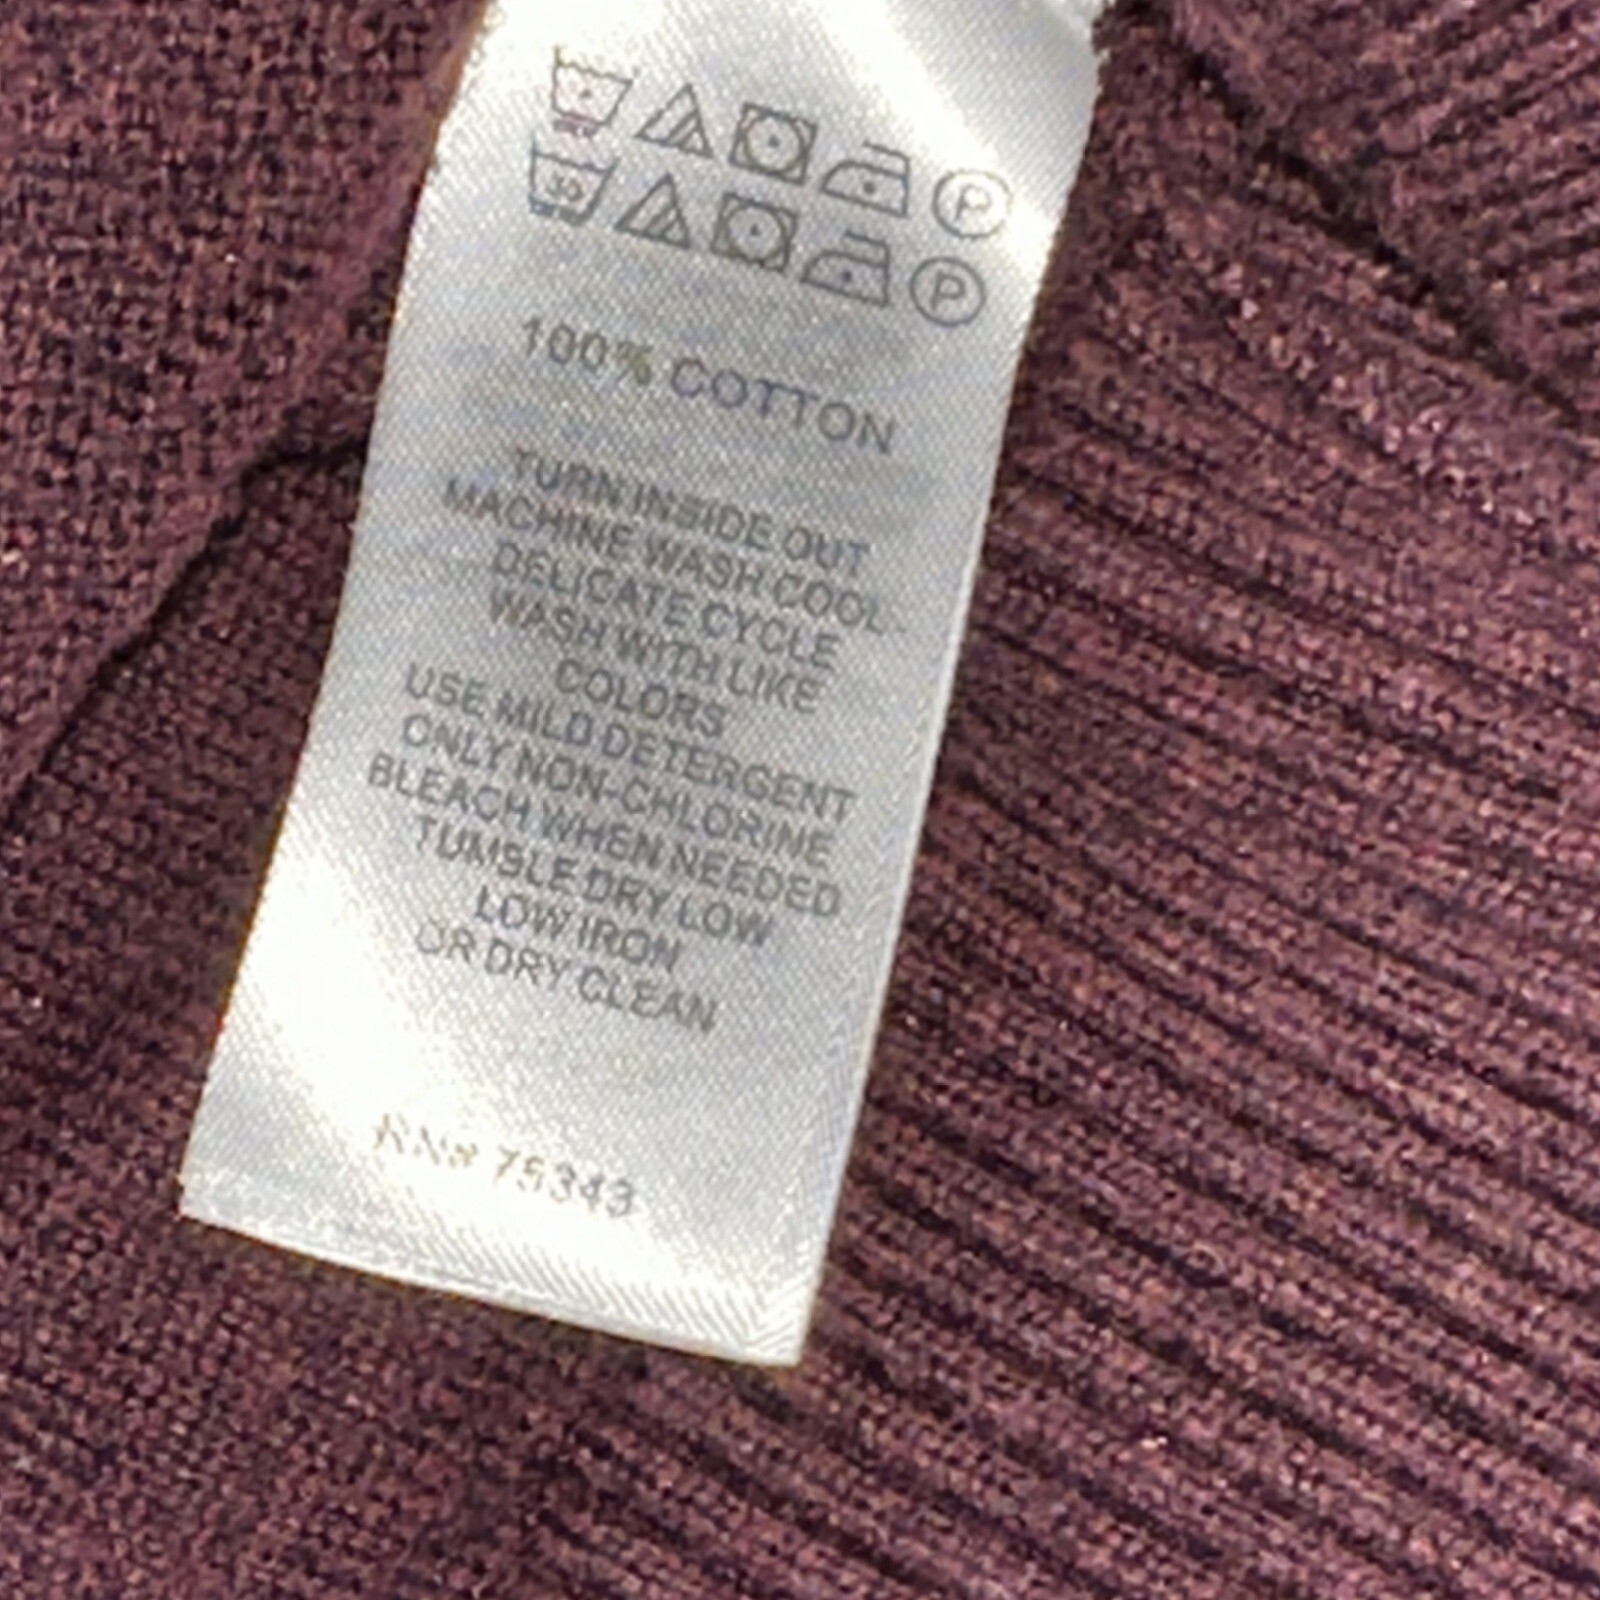 30
P
P
100% COTTON
TURN INSIDE OUT
MACHINE WASH COOL
DELICATE CYCLE
WASH WITH LIKE
COLORS
USE MILD DETERGENT
ONLY NON-CHLORINE
BLEACH WHEN NEEDED
TUMBLE DRY LOW
LOW IRON
OR DRY CLEAN
RN# 75343